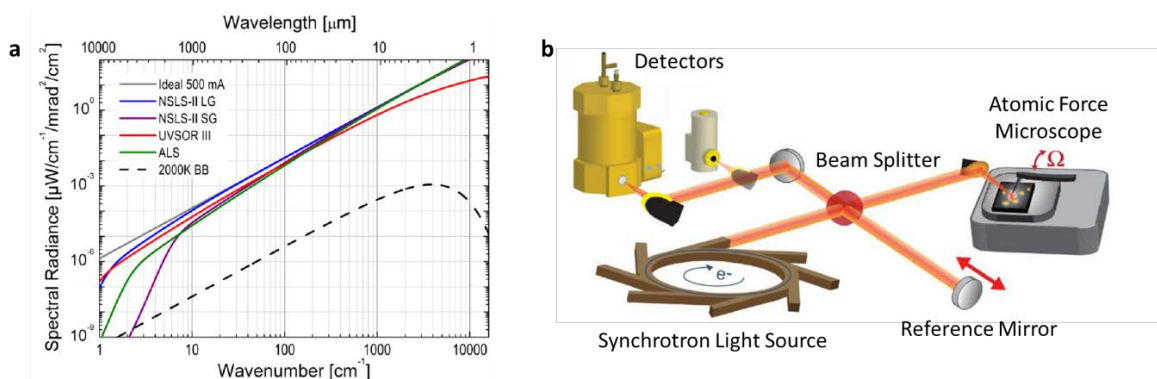 a
Wavelength [μm]
10000 1000 100 10 1
Spectral Radiance [μW/cm⁻¹/mrad²/cm²]
10⁰
10⁻³
10⁻⁶
10⁻⁹
Ideal 500 mA
NSLS-II LG
NSLS-II SG
UVSOR III
ALS
2000K BB
1 10 100 1000 10000
Wavenumber [cm⁻¹]
b
Detectors
Beam Splitter
Atomic Force
Microscope
Ω
e-
Synchrotron Light Source
Reference Mirror